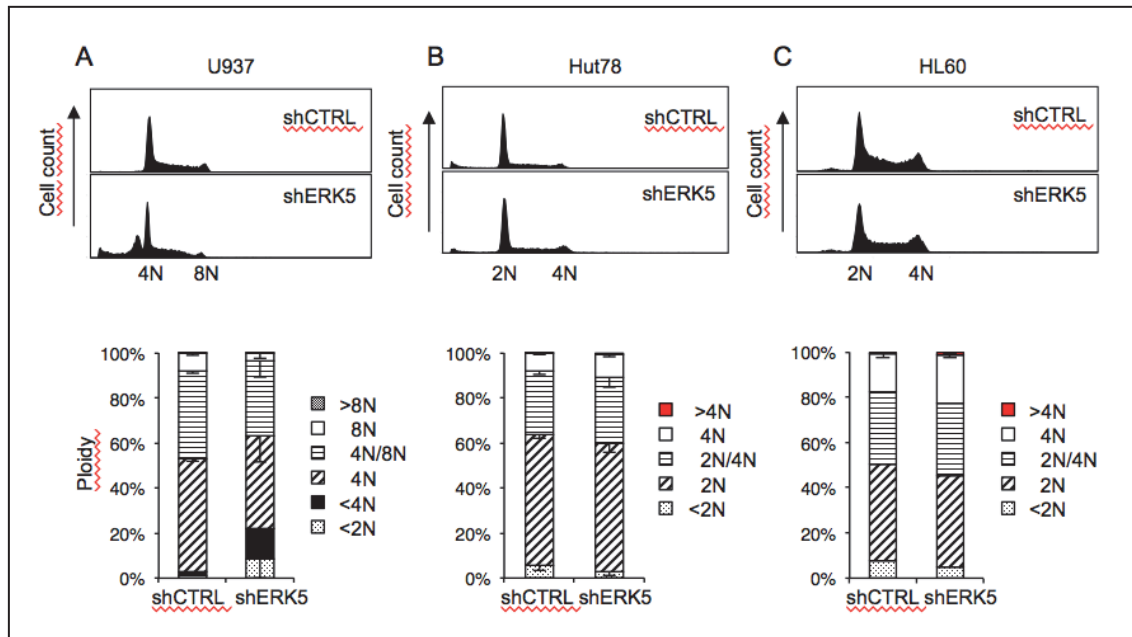 A
U937
B
Hut78
C
HL60
shCTRL
shCTRL
shCTRL
Cell count
Cell count
Cell count
shERK5
shERK5
shERK5
4N 8N
2N 4N
2N 4N
Ploidy
100%
80%
60%
40%
20%
0%
shCTRL shERK5
>8N
8N
4N/8N
4N
<4N
<2N
100%
80%
60%
40%
20%
0%
shCTRL shERK5
>4N
4N
2N/4N
2N
<2N
100%
80%
60%
40%
20%
0%
shCTRL shERK5
>4N
4N
2N/4N
2N
<2N